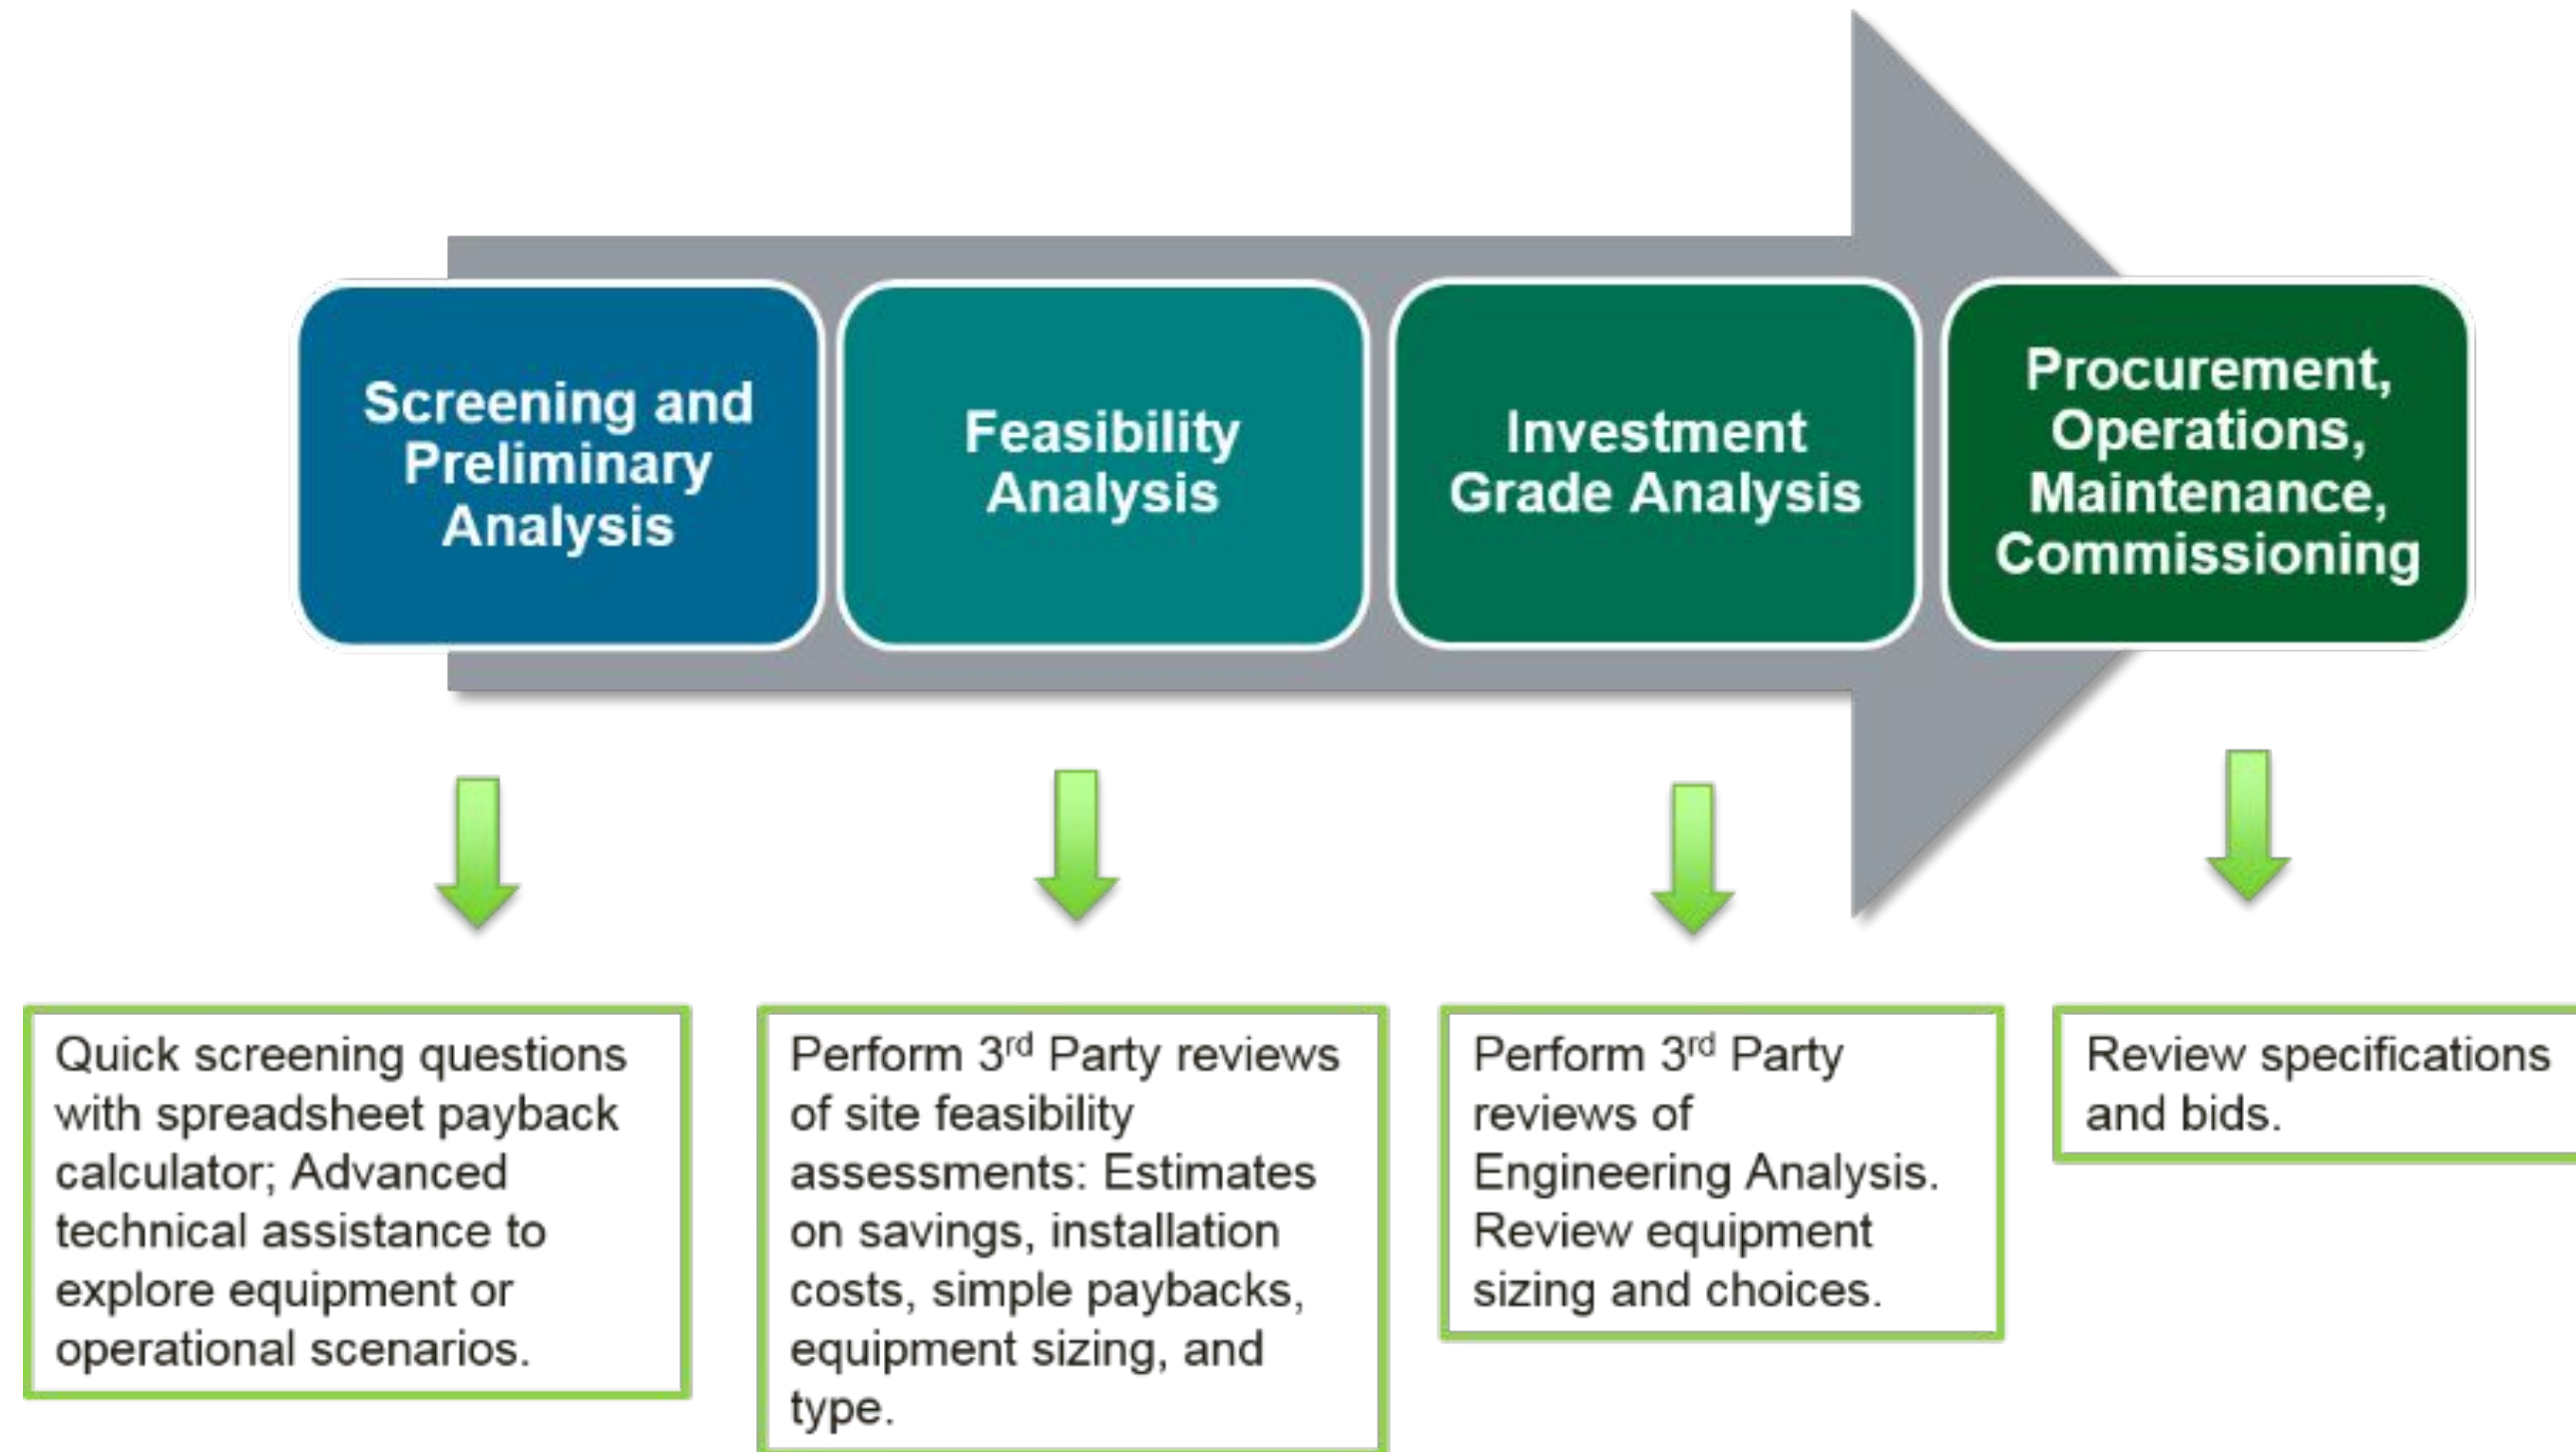 Screening and
Preliminary
Analysis
Feasibility
Analysis
Investment
Grade Analysis
Procurement,
Operations,
Maintenance,
Commissioning
Quick screening questions
with spreadsheet payback
calculator; Advanced
technical assistance to
explore equipment or
operational scenarios.
Perform 3rd Party reviews
of site feasibility
assessments: Estimates
on savings, installation
costs, simple paybacks,
equipment sizing, and
type.
Perform 3rd Party
reviews of
Engineering Analysis.
Review equipment
sizing and choices.
Review specifications
and bids.